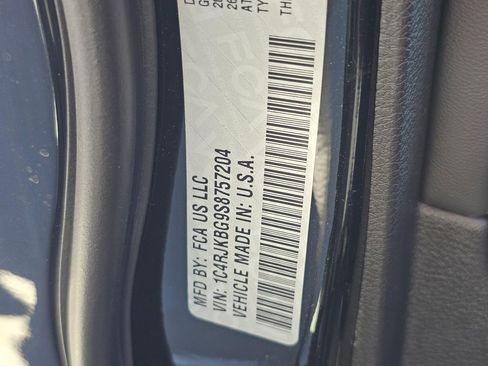 MFD BY: FCA US LLC
VIN: 1C4RJKBG9S8757204
VEHICLE MADE IN: U.S.A.